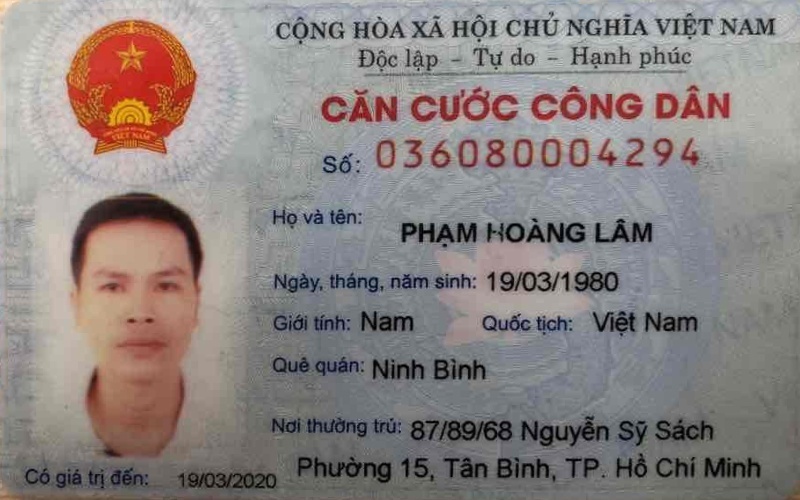 CỘNG HÒA XÃ HỘI CHỦ NGHĨA VIỆT NAM
Độc lập - Tự do - Hạnh phúc
CĂN CƯỚC CÔNG DÂN
Số: 036080004294
Họ và tên: PHẠM HOÀNG LÂM
Ngày, tháng, năm sinh: 19/03/1980
Giới tính: Nam Quốc tịch: Việt Nam
Quê quán: Ninh Bình
Nơi thường trú: 87/89/68 Nguyễn Sỹ Sách
Phường 15, Tân Bình, TP. Hồ Chí Minh
Có giá trị đến: 19/03/2020
VIỆT NAM